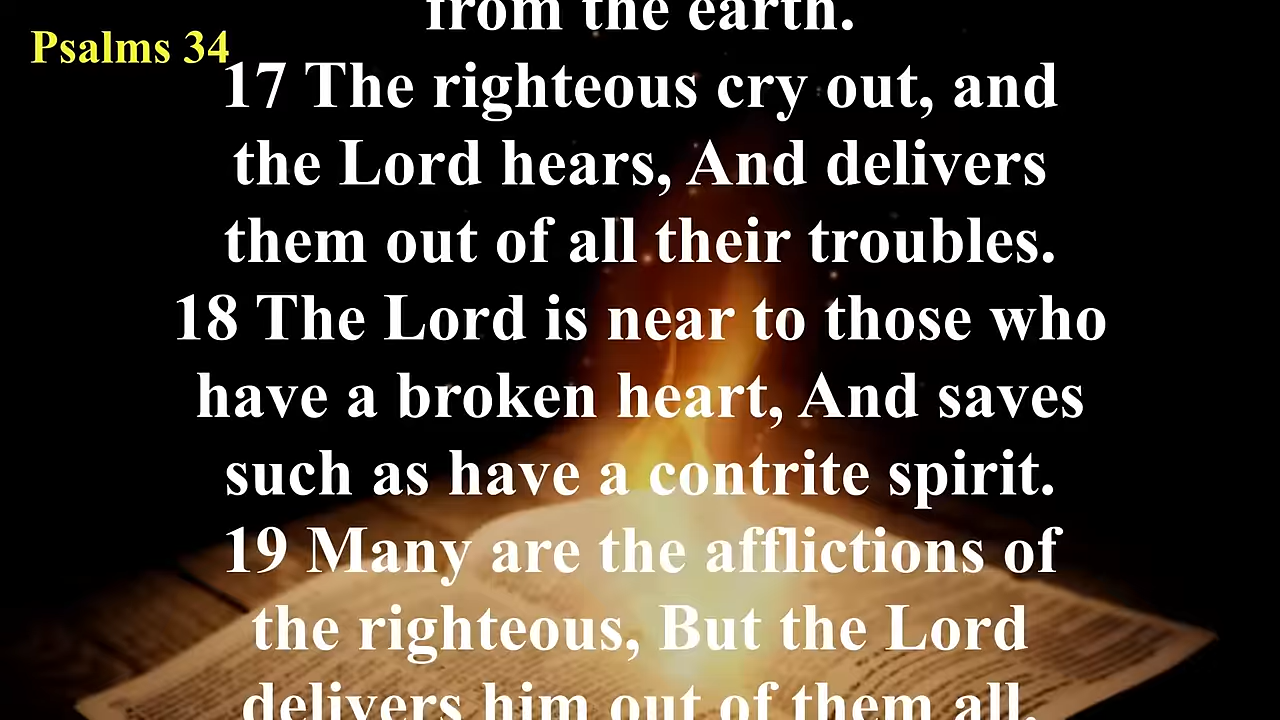 from the earth.
Psalms 34
17 The righteous cry out, and
the Lord hears, And delivers
them out of all their troubles.
18 The Lord is near to those who
have a broken heart, And saves
such as have a contrite spirit.
19 Many are the afflictions of
the righteous, But the Lord
delivers him out of them all.